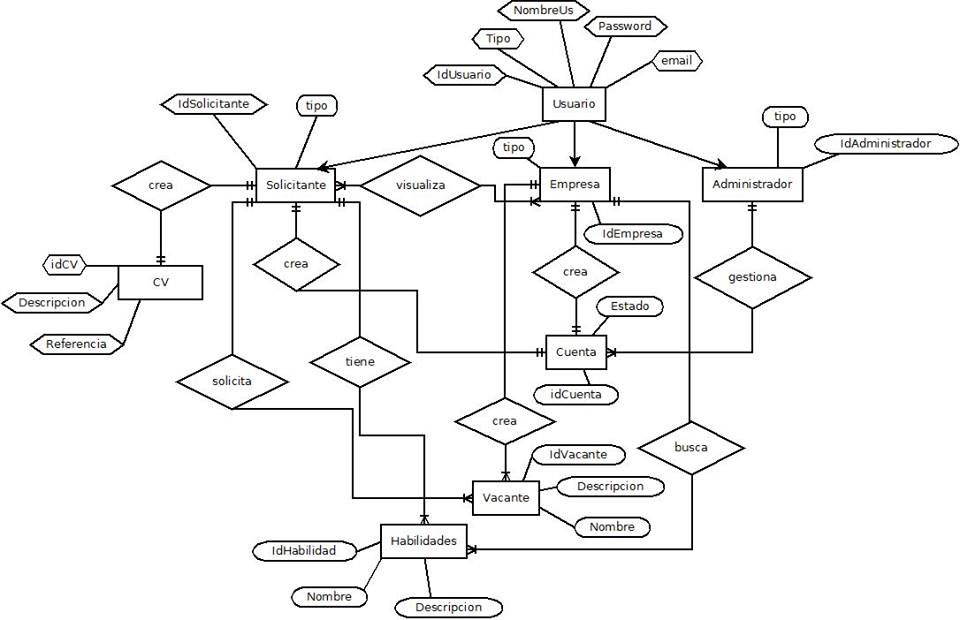 NombreUs
Password
Tipo
email
IdUsuario
Usuario
IdSolicitante
tipo
tipo
IdAdministrador
tipo
crea
Solicitante
visualiza
Empresa
Administrador
IdEmpresa
idCV
crea
crea
gestiona
CV
Descripcion
Estado
Referencia
Cuenta
tiene
solicita
idCuenta
crea
busca
IdVacante
Descripcion
Vacante
Nombre
Habilidades
IdHabilidad
Nombre
Descripcion